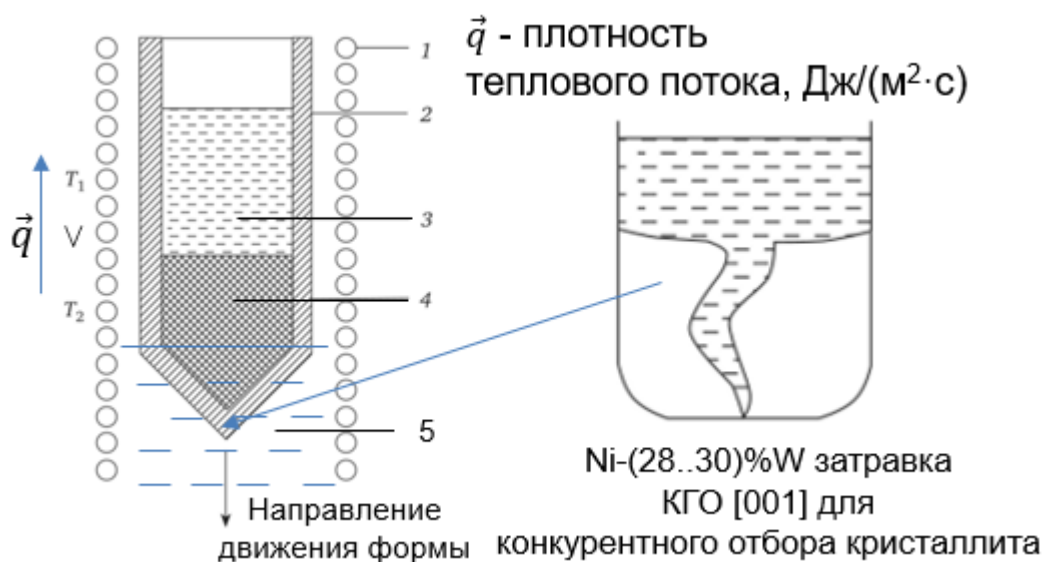 1
2
3
4
5
T₁
V
T₂
q⃗
q⃗ - плотность
теплового потока, Дж/(м²·с)
Направление
движения формы
Ni-(28..30)%W затравка
КГО [001] для
конкурентного отбора кристаллита